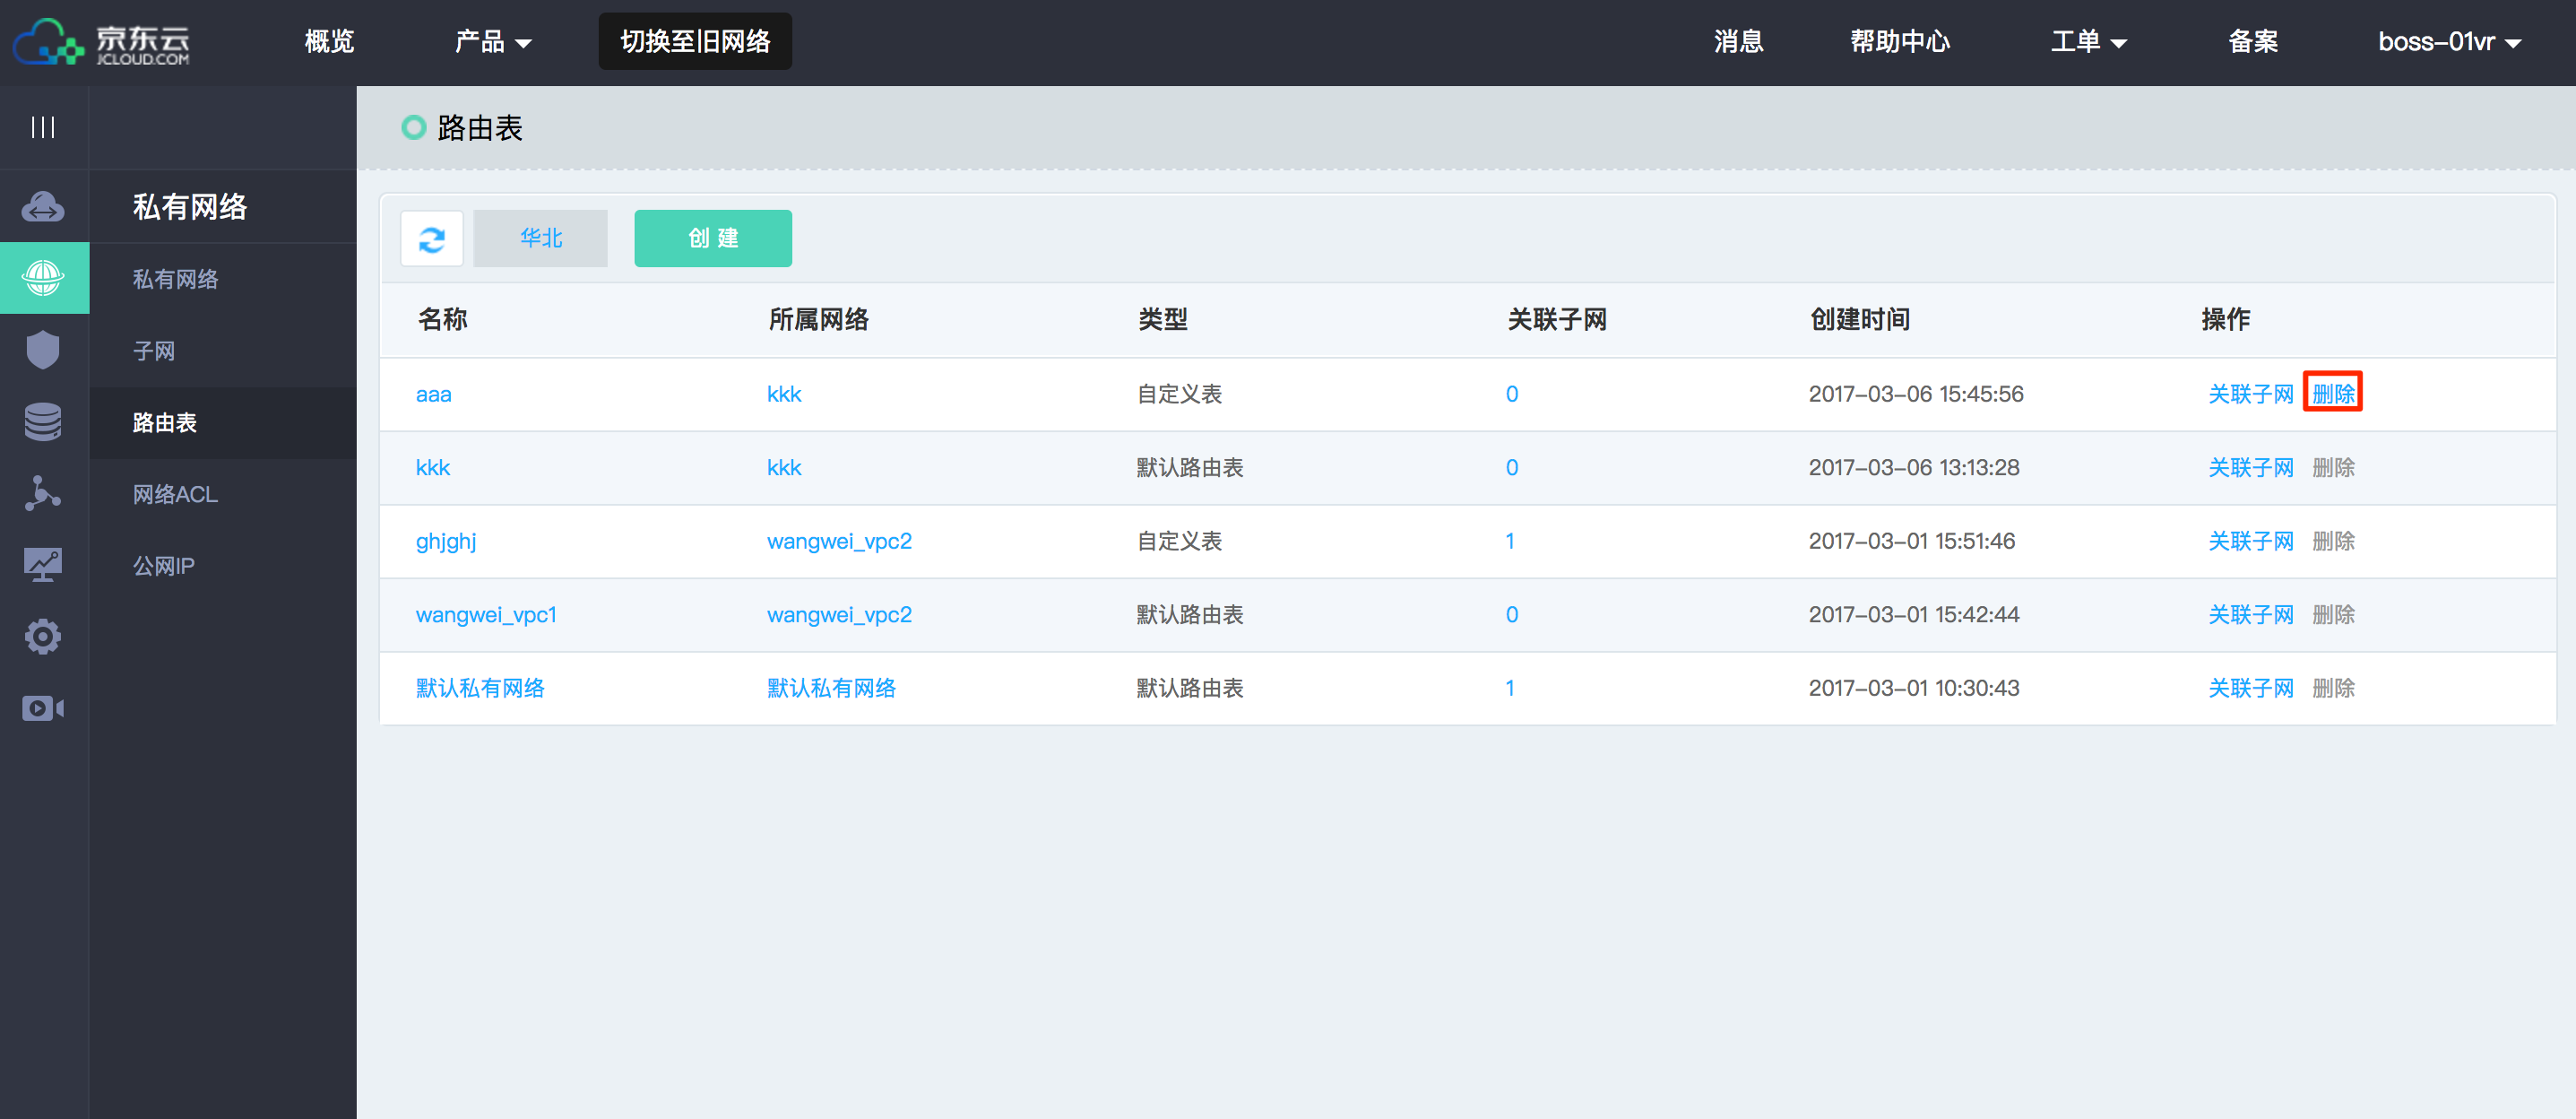 京东云
JCLOUD.COM
概览 产品 切换至旧网络 消息 帮助中心 工单 备案 boss-01vr
路由表
私有网络
私有网络
子网
路由表
网络ACL
公网IP
华北 创 建
名称 所属网络 类型 关联子网 创建时间 操作
aaa kkk 自定义表 0 2017-03-06 15:45:56 关联子网 删除
kkk kkk 默认路由表 0 2017-03-06 13:13:28 关联子网 删除
ghjghj wangwei_vpc2 自定义表 1 2017-03-01 15:51:46 关联子网 删除
wangwei_vpc1 wangwei_vpc2 默认路由表 0 2017-03-01 15:42:44 关联子网 删除
默认私有网络 默认私有网络 默认路由表 1 2017-03-01 10:30:43 关联子网 删除